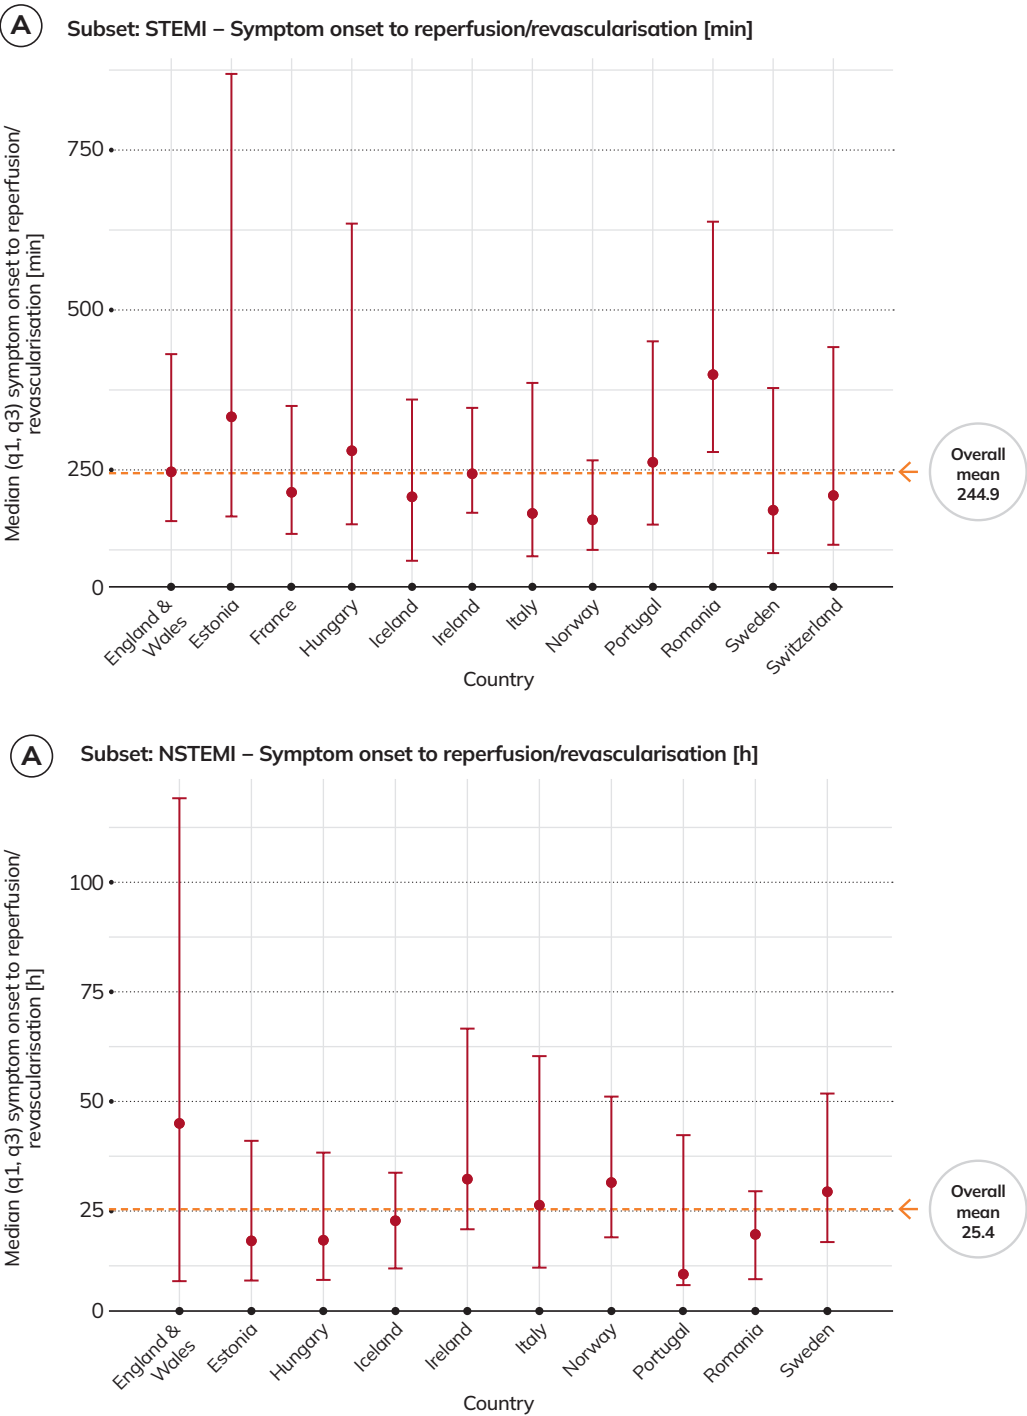 A
Subset: STEMI – Symptom onset to reperfusion/revascularisation [min]
Median (q1, q3) symptom onset to reperfusion/
revascularisation [min]
750
500
250
0
Overall
mean
244.9
England &
Wales
Estonia
France
Hungary
Iceland
Ireland
Italy
Norway
Portugal
Romania
Sweden
Switzerland
Country
A
Subset: NSTEMI – Symptom onset to reperfusion/revascularisation [h]
Median (q1, q3) symptom onset to reperfusion/
revascularisation [h]
100
75
50
25
0
Overall
mean
25.4
England &
Wales
Estonia
Hungary
Iceland
Ireland
Italy
Norway
Portugal
Romania
Sweden
Country